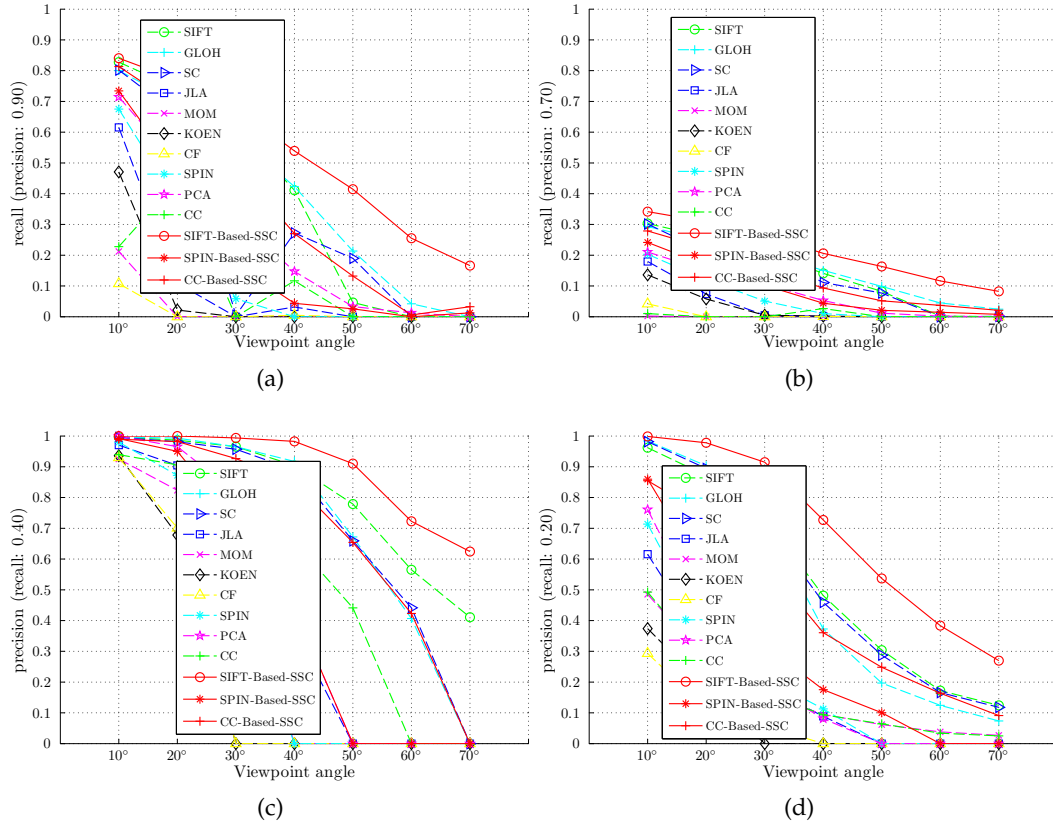 recall (precision: 0.90)
1
0.9
0.8
0.7
0.6
0.5
0.4
0.3
0.2
0.1
0
SIFT
GLOH
SC
JLA
MOM
KOEN
CF
SPIN
PCA
CC
SIFT-Based-SSC
SPIN-Based-SSC
CC-Based-SSC
10° 20° 30° 40° 50° 60° 70°
Viewpoint angle
(a)
recall (precision: 0.70)
1
0.9
0.8
0.7
0.6
0.5
0.4
0.3
0.2
0.1
0
SIFT
GLOH
SC
JLA
MOM
KOEN
CF
SPIN
PCA
CC
SIFT-Based-SSC
SPIN-Based-SSC
CC-Based-SSC
10° 20° 30° 40° 50° 60° 70°
Viewpoint angle
(b)
precision (recall: 0.40)
1
0.9
0.8
0.7
0.6
0.5
0.4
0.3
0.2
0.1
0
SIFT
GLOH
SC
JLA
MOM
KOEN
CF
SPIN
PCA
CC
SIFT-Based-SSC
SPIN-Based-SSC
CC-Based-SSC
10° 20° 30° 40° 50° 60° 70°
Viewpoint angle
(c)
precision (recall: 0.20)
1
0.9
0.8
0.7
0.6
0.5
0.4
0.3
0.2
0.1
0
SIFT
GLOH
SC
JLA
MOM
KOEN
CF
SPIN
PCA
CC
SIFT-Based-SSC
SPIN-Based-SSC
CC-Based-SSC
10° 20° 30° 40° 50° 60° 70°
Viewpoint angle
(d)